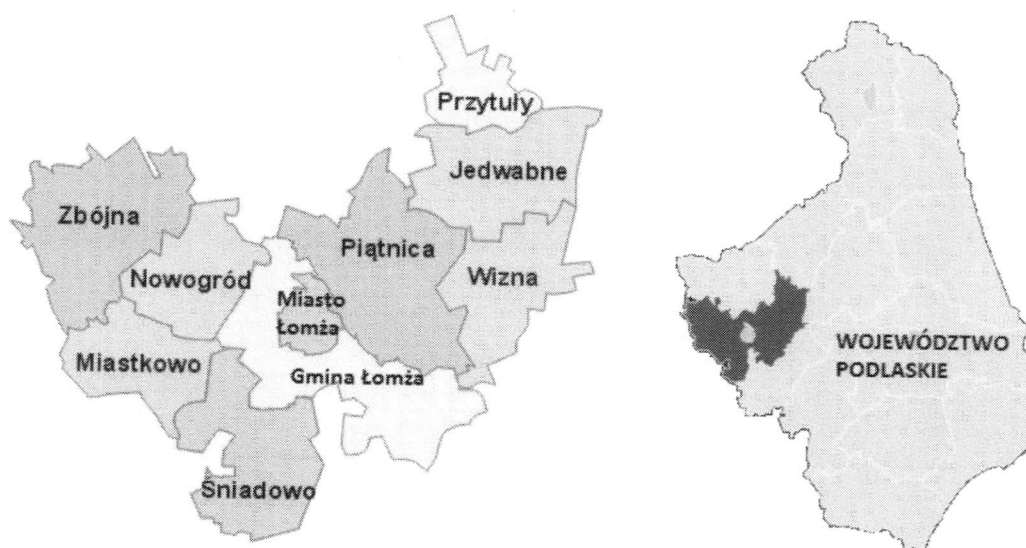 Przytuły
Jedwabne
Zbójna
Piątnica
Nowogród
Wizna
Miasto
Łomża
Miastkowo
Gmina Łomża
Śniadowo
WOJEWÓDZTWO
PODLASKIE